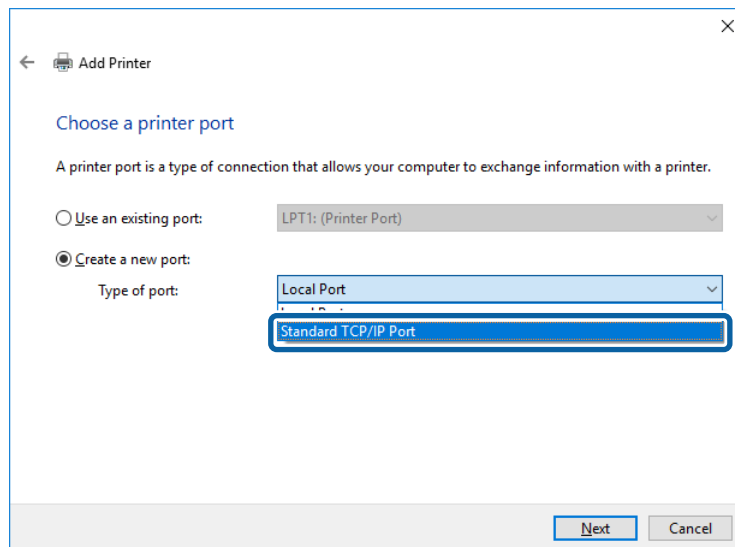 Add Printer
Choose a printer port
A printer port is a type of connection that allows your computer to exchange information with a printer.
Use an existing port: LPT1: (Printer Port)
Create a new port:
Type of port: Local Port
Standard TCP/IP Port
Next Cancel